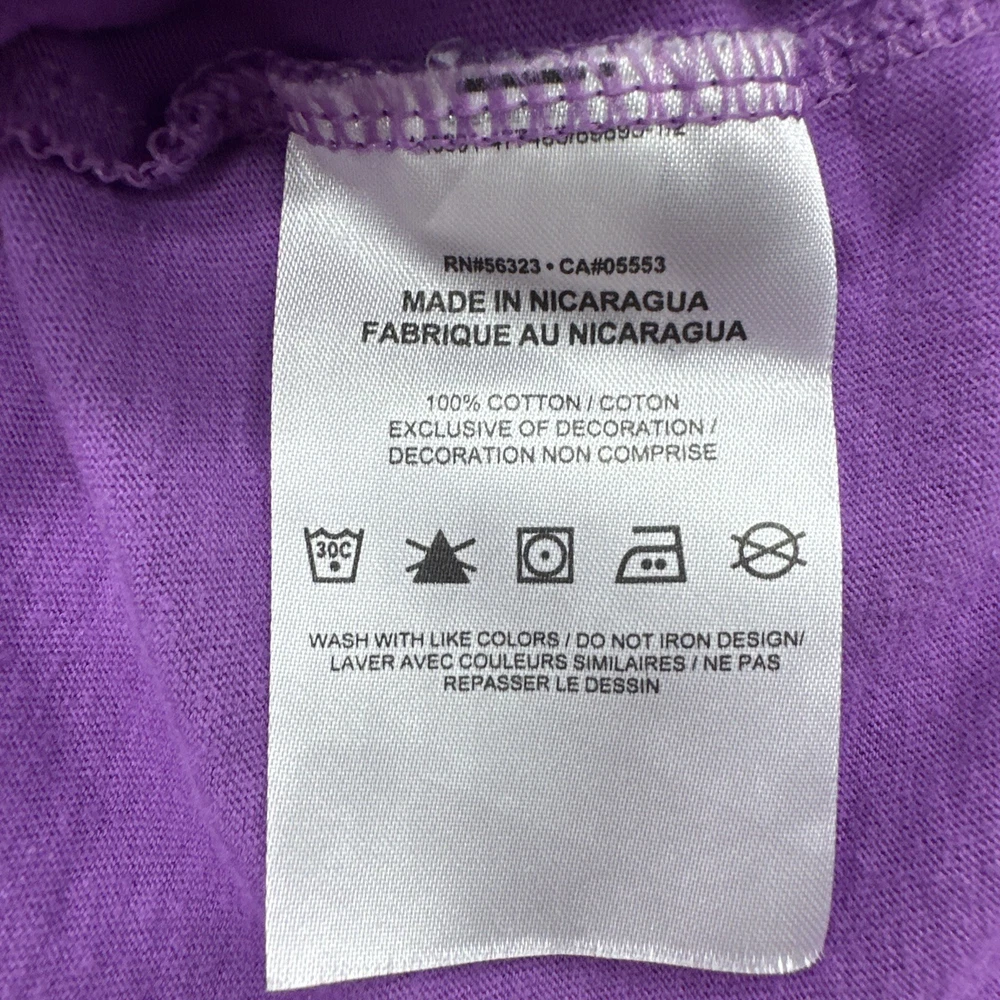 RN#56323 • CA#05553
MADE IN NICARAGUA
FABRIQUE AU NICARAGUA
100% COTTON / COTON
EXCLUSIVE OF DECORATION /
DECORATION NON COMPRISE
30C
WASH WITH LIKE COLORS / DO NOT IRON DESIGN/
LAVER AVEC COULEURS SIMILAIRES / NE PAS
REPASSER LE DESSIN